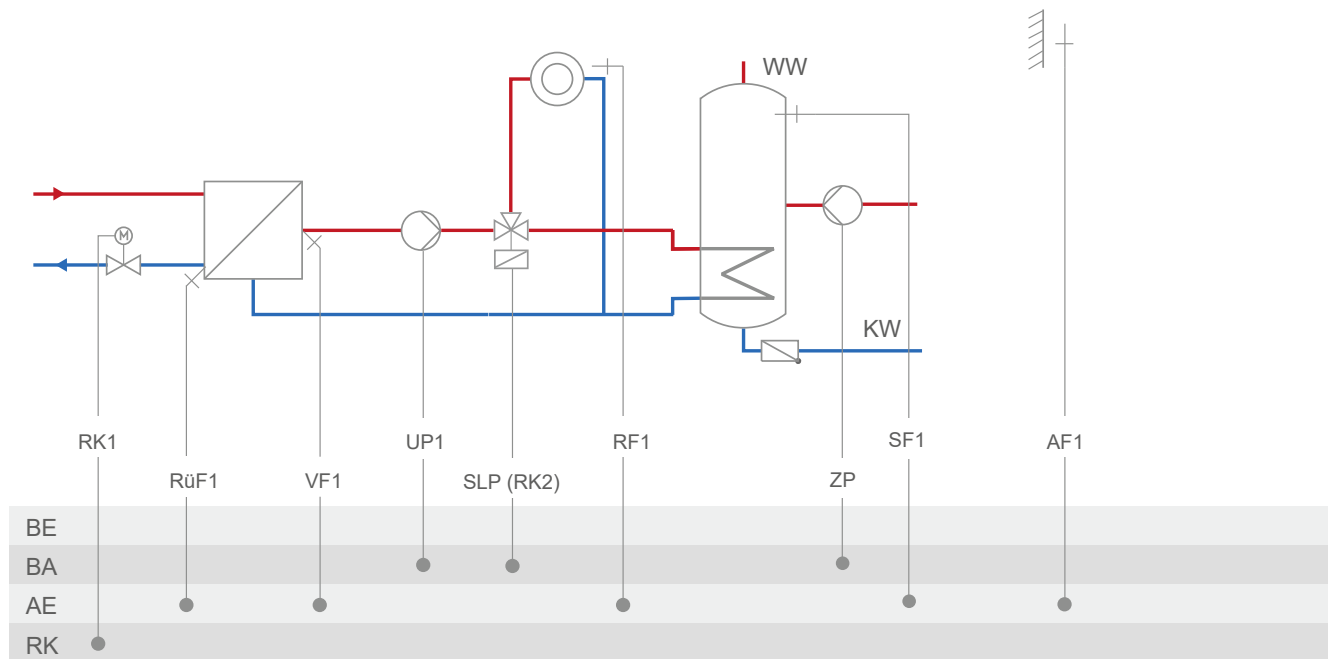 WW
M
KW
RK1
UP1
RF1
SF1
AF1
RüF1
VF1
SLP (RK2)
ZP
BE
BA
AE
RK